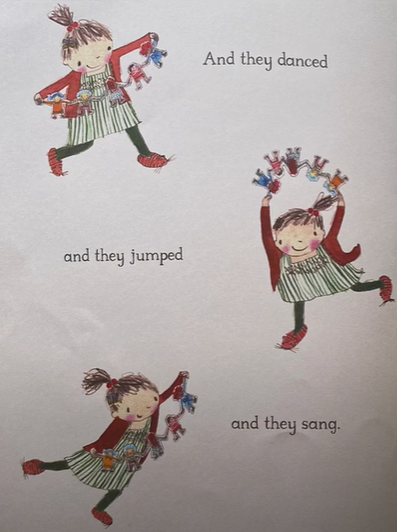 And they danced
and they jumped
and they sang.